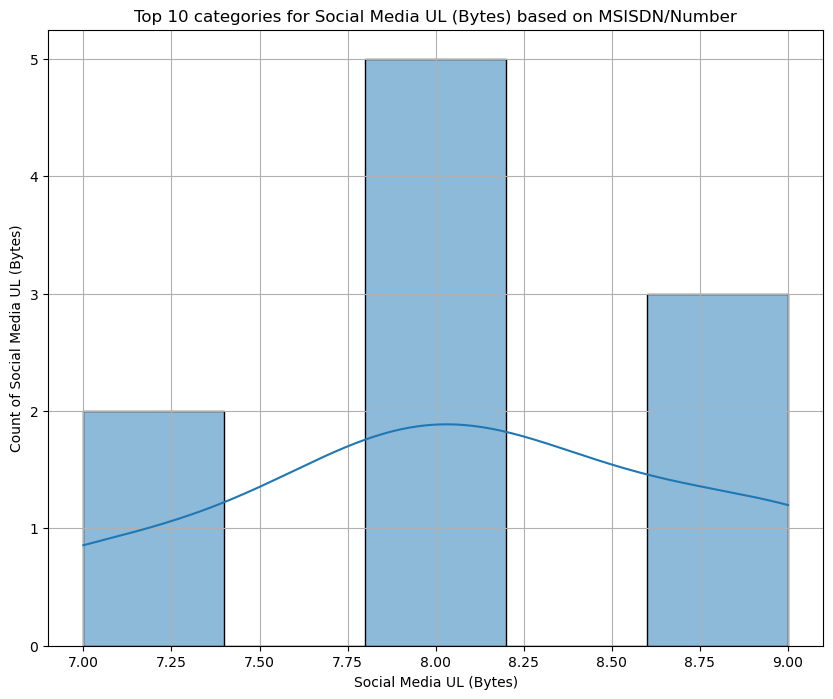 Top 10 categories for Social Media UL (Bytes) based on MSISDN/Number
Count of Social Media UL (Bytes)
5
4
3
2
1
0
7.00 7.25 7.50 7.75 8.00 8.25 8.50 8.75 9.00
Social Media UL (Bytes)